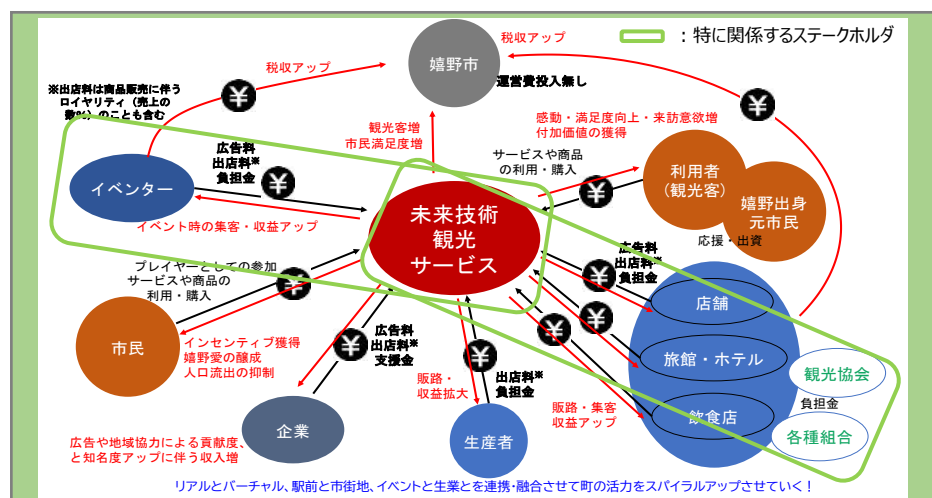 ：特に関係するステークホルダ
税収アップ
嬉野市
運営費投入無し
税収アップ
※出店料は商品販売に伴う
ロイヤリティ（売上の
数%）のことも含む
¥
¥
観光客増
市民満足度増
感動・満足度向上・来訪意欲増
付加価値の獲得
サービスや商品
の利用・購入
¥
利用者
（観光客）
嬉野出身
元市民
応援・出資
イベンター
広告料
出店料※
負担金
¥
イベント時の集客・収益アップ
未来技術
観光
サービス
広告料
出店料※
負担金
¥
店舗
旅館・ホテル
飲食店
¥
¥
観光協会
負担金
各種組合
プレイヤーとしての参加
サービスや商品の
利用・購入
¥
市民
インセンティブ獲得
嬉野愛の醸成
人口流出の抑制
広告料
出店料※
支援金
¥
企業
広告や地域協力による貢献度、
と知名度アップに伴う収入増
販路・
収益拡大
¥
出店料※
負担金
生産者
販路・集客
収益アップ
リアルとバーチャル、駅前と市街地、イベントと生業とを連携・融合させて町の活力をスパイラルアップさせていく！